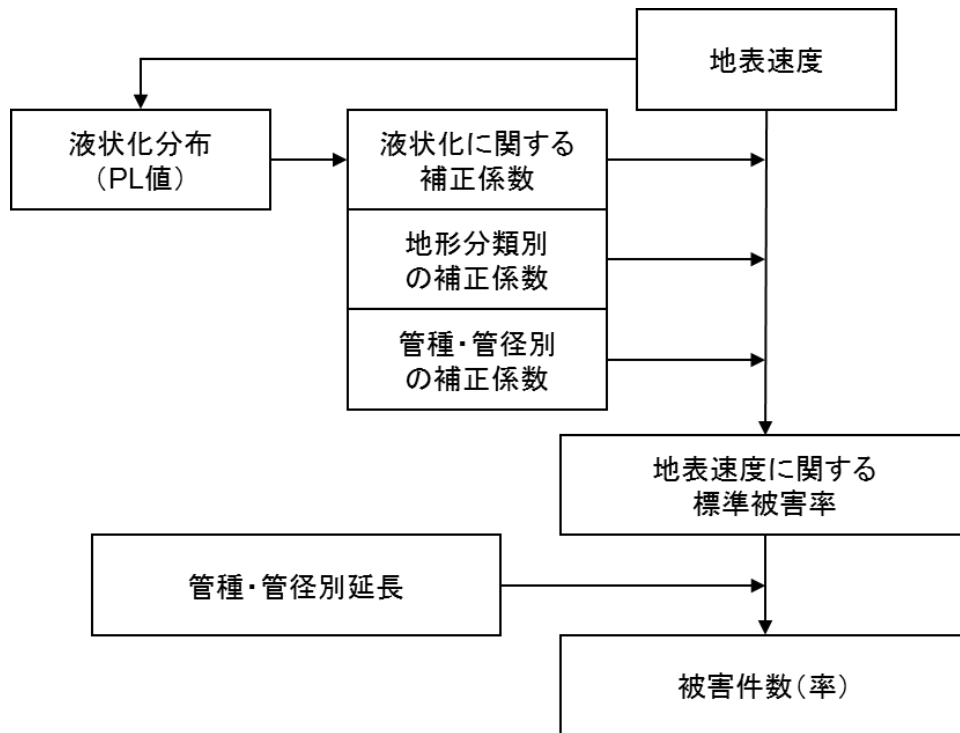 地表速度
液状化分布
（PL値）
液状化に関する
補正係数
地形分類別
の補正係数
管種・管径別
の補正係数
地表速度に関する
標準被害率
管種・管径別延長
被害件数（率）